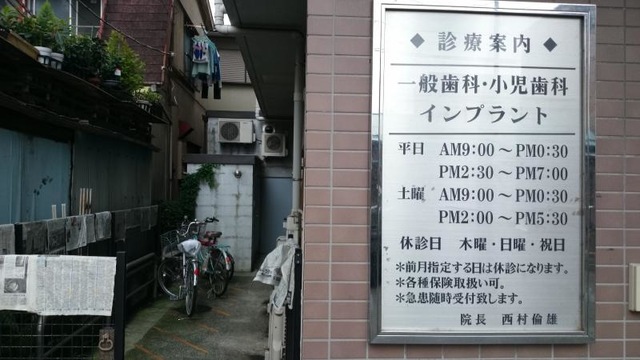 ◆ 診療案内 ◆
一般歯科・小児歯科
インプラント
平日 AM9:00～PM0:30
PM2:30～PM7:00
土曜 AM9:00～PM0:30
PM2:00～PM5:30
休診日 木曜・日曜・祝日
＊前月指定する日は休診になります。
＊各種保険取扱い可。
＊急患随時受付致します。
院長 西村倫雄